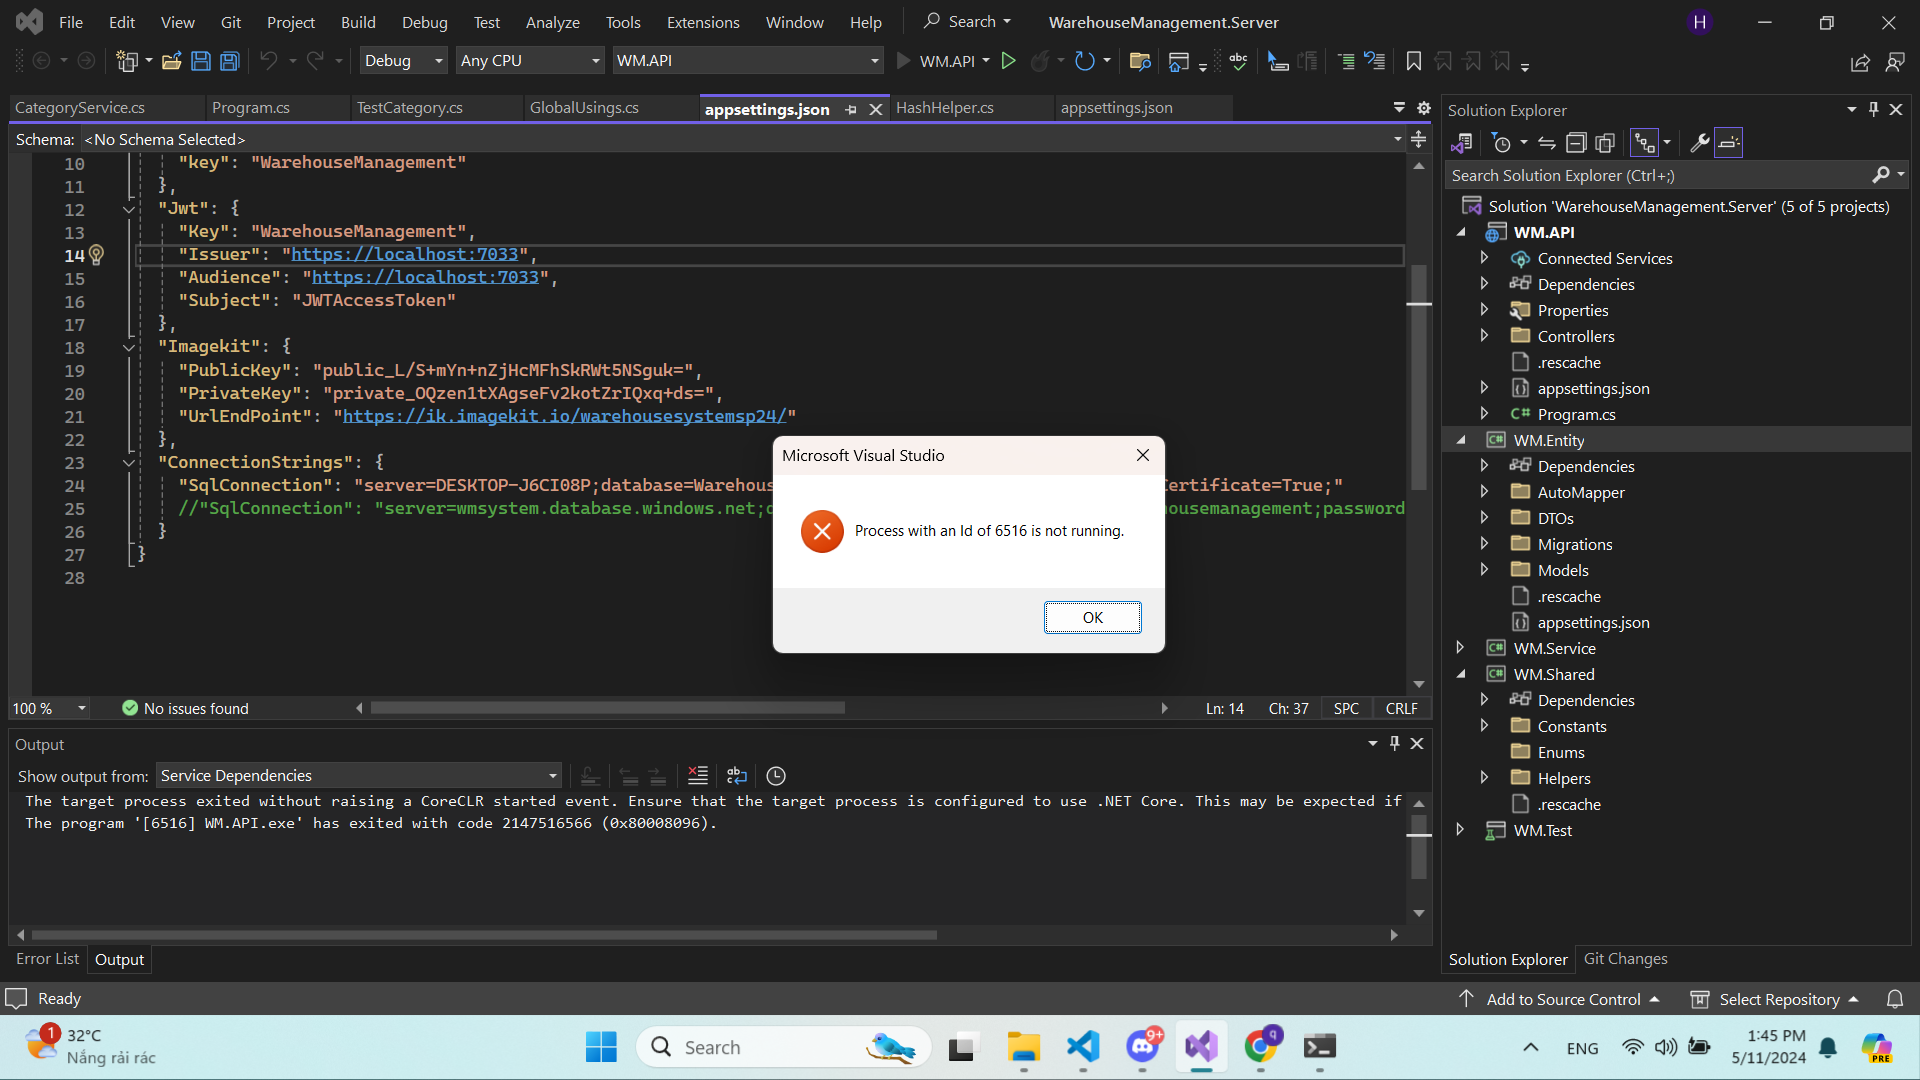 File Edit View Git Project Build Debug Test Analyze Tools Extensions Window Help Search WarehouseManagement.Server H
Debug Any CPU WM.API WM.API
CategoryService.cs Program.cs TestCategory.cs GlobalUsings.cs appsettings.json HashHelper.cs appsettings.json
Schema: <No Schema Selected>
10 "key": "WarehouseManagement"
11 },
12 "Jwt": {
13 "Key": "WarehouseManagement",
14 "Issuer": "https://localhost:7033",
15 "Audience": "https://localhost:7033",
16 "Subject": "JWTAccessToken"
17 },
18 "Imagekit": {
19 "PublicKey": "public_L/S+mYn+nZjHcMFhSkRWt5NSguk=",
20 "PrivateKey": "private_OQzen1tXAgseFv2kotZrIQxq+ds=",
21 "UrlEndPoint": "https://ik.imagekit.io/warehousesystemsp24/"
22 },
23 "ConnectionStrings": {
24 "SqlConnection": "server=DESKTOP-J6CI08P;database=Warehous ertificate=True;"
25 //"SqlConnection": "server=wmsystem.database.windows.net; housemanagement;password
26 }
27 }
28
Microsoft Visual Studio
Process with an Id of 6516 is not running.
OK
100 % No issues found Ln: 14 Ch: 37 SPC CRLF
Output
Show output from: Service Dependencies
The target process exited without raising a CoreCLR started event. Ensure that the target process is configured to use .NET Core. This may be expected if
The program '[6516] WM.API.exe' has exited with code 2147516566 (0x80008096).
Error List Output
Solution Explorer
Search Solution Explorer (Ctrl+;)
Solution 'WarehouseManagement.Server' (5 of 5 projects)
WM.API
Connected Services
Dependencies
Properties
Controllers
.rescache
appsettings.json
C# Program.cs
C# WM.Entity
Dependencies
AutoMapper
DTOs
Migrations
Models
.rescache
appsettings.json
C# WM.Service
C# WM.Shared
Dependencies
Constants
Enums
Helpers
.rescache
WM.Test
Solution Explorer Git Changes
Ready Add to Source Control Select Repository
1 32°C
Nắng rải rác
Search
9+
q
ENG
1:45 PM
5/11/2024
PRE